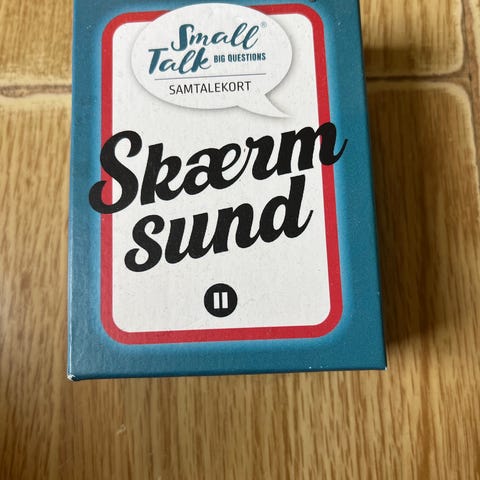 Small®
Talk BIG QUESTIONS
SAMTALEKORT
Skærm
sund